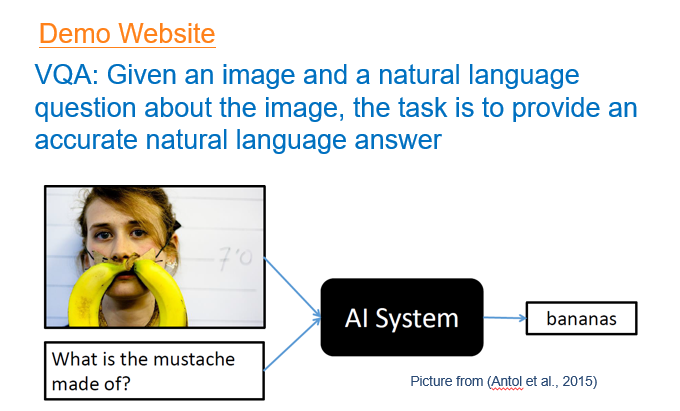 Demo Website
VQA: Given an image and a natural language
question about the image, the task is to provide an
accurate natural language answer
7'0
AI System
bananas
What is the mustache
made of?
Picture from (Antol et al., 2015)